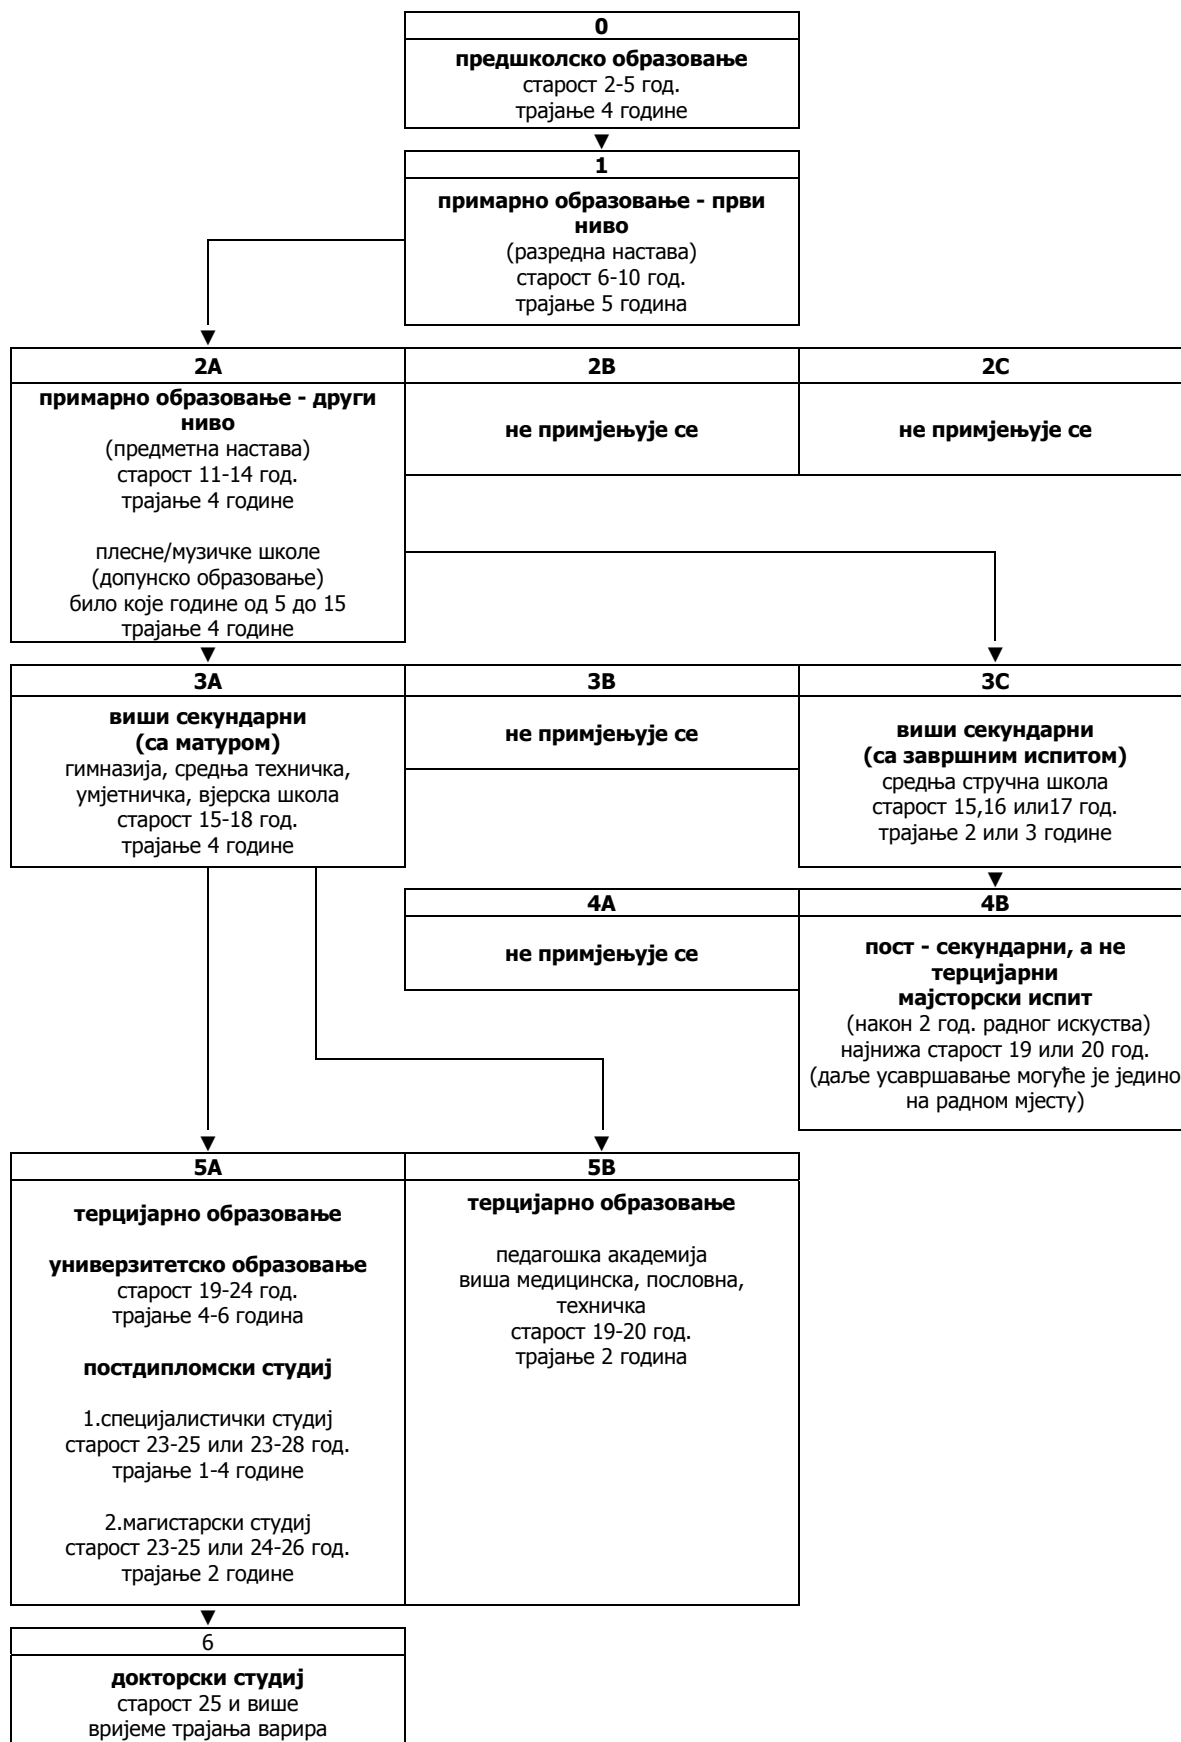 0
предшколско образовање
старост 2-5 год.
трајање 4 године
1
примарно образовање - први
ниво
(разредна настава)
старост 6-10 год.
трајање 5 година
2A
примарно образовање - други
ниво
(предметна настава)
старост 11-14 год.
трајање 4 године
плесне/музичке школе
(допунско образовање)
било које године од 5 до 15
трајање 4 године
2B
не примјењује се
2C
не примјењује се
3A
виши секундарни
(са матуром)
гимназија, средња техничка,
умјетничка, вјерска школа
старост 15-18 год.
трајање 4 године
3B
не примјењује се
3C
виши секундарни
(са завршним испитом)
средња стручна школа
старост 15,16 или17 год.
трајање 2 или 3 године
4A
не примјењује се
4B
пост - секундарни, а не
терцијарни
мајсторски испит
(након 2 год. радног искуства)
најнижа старост 19 или 20 год.
(даље усавршавање могуће је једино
на радном мјесту)
5A
терцијарно образовање
универзитетско образовање
старост 19-24 год.
трајање 4-6 година
постдипломски студиј
1.специјалистички студиј
старост 23-25 или 23-28 год.
трајање 1-4 године
2.магистарски студиј
старост 23-25 или 24-26 год.
трајање 2 године
5B
терцијарно образовање
педагошка академија
виша медицинска, пословна,
техничка
старост 19-20 год.
трајање 2 година
6
докторски студиј
старост 25 и више
вријеме трајања варира